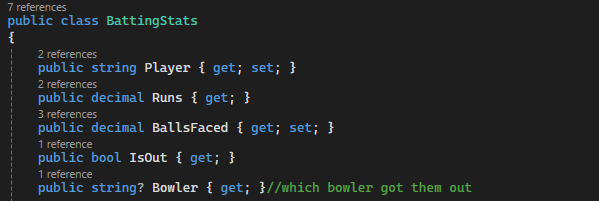 7 references
public class BattingStats
{
2 references
public string Player { get; set; }
2 references
public decimal Runs { get; }
3 references
public decimal BallsFaced { get; set; }
1 reference
public bool IsOut { get; }
1 reference
public string? Bowler { get; }//which bowler got them out